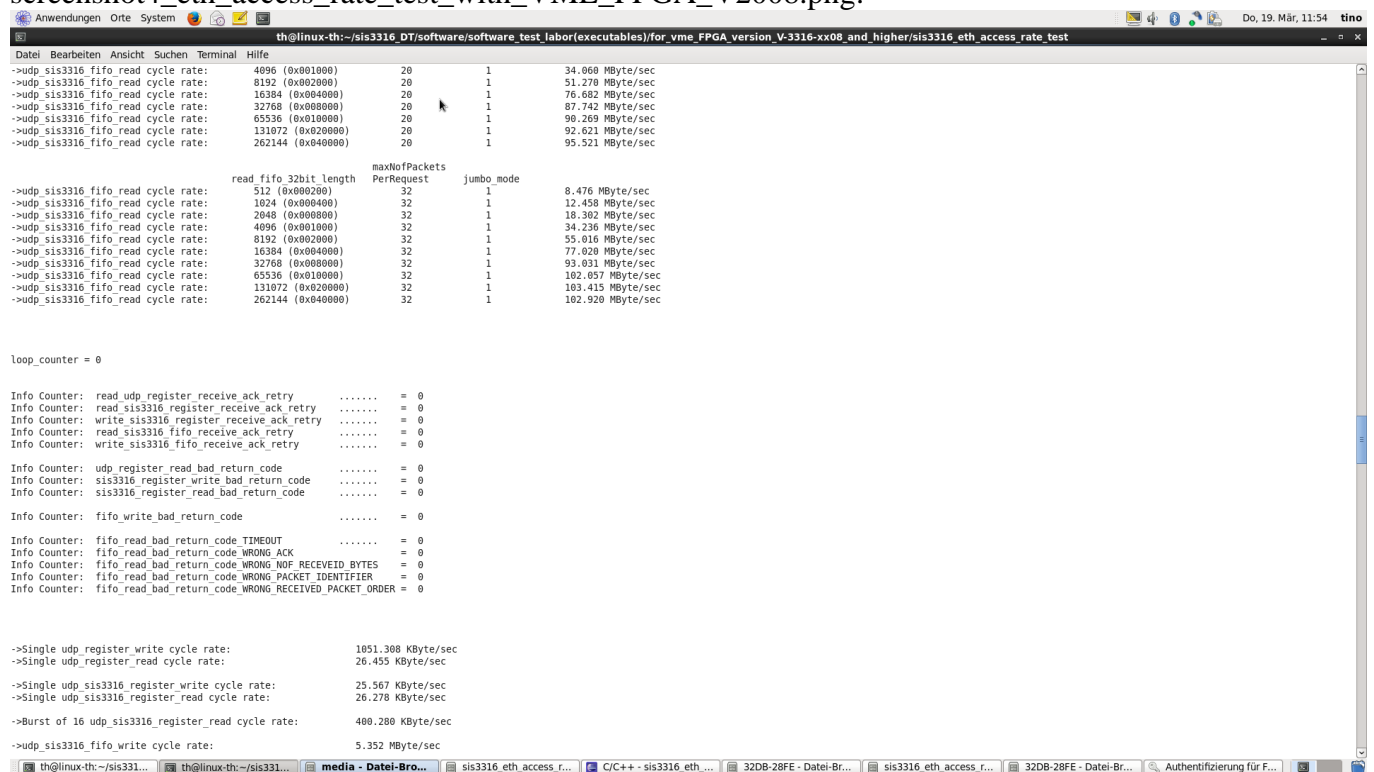 screenshot4_eth_access_rate_test_with_VME_FPGA_V2008.png:
Anwendungen Orte System Do, 19. Mär, 11:54 tino
th@linux-th:~/sis3316_DT/software/software_test_labor(executables)/for_vme_FPGA_version_V-3316-xx08_and_higher/sis3316_eth_access_rate_test
Datei Bearbeiten Ansicht Suchen Terminal Hilfe
->udp_sis3316_fifo_read cycle rate: 4096 (0x001000) 20 1 34.060 MByte/sec
->udp_sis3316_fifo_read cycle rate: 8192 (0x002000) 20 1 51.270 MByte/sec
->udp_sis3316_fifo_read cycle rate: 16384 (0x004000) 20 1 76.682 MByte/sec
->udp_sis3316_fifo_read cycle rate: 32768 (0x008000) 20 1 87.742 MByte/sec
->udp_sis3316_fifo_read cycle rate: 65536 (0x010000) 20 1 90.269 MByte/sec
->udp_sis3316_fifo_read cycle rate: 131072 (0x020000) 20 1 92.621 MByte/sec
->udp_sis3316_fifo_read cycle rate: 262144 (0x040000) 20 1 95.521 MByte/sec
maxNofPackets
read_fifo_32bit_length PerRequest jumbo_mode
->udp_sis3316_fifo_read cycle rate: 512 (0x000200) 32 1 8.476 MByte/sec
->udp_sis3316_fifo_read cycle rate: 1024 (0x000400) 32 1 12.458 MByte/sec
->udp_sis3316_fifo_read cycle rate: 2048 (0x000800) 32 1 18.302 MByte/sec
->udp_sis3316_fifo_read cycle rate: 4096 (0x001000) 32 1 34.236 MByte/sec
->udp_sis3316_fifo_read cycle rate: 8192 (0x002000) 32 1 55.016 MByte/sec
->udp_sis3316_fifo_read cycle rate: 16384 (0x004000) 32 1 77.020 MByte/sec
->udp_sis3316_fifo_read cycle rate: 32768 (0x008000) 32 1 93.031 MByte/sec
->udp_sis3316_fifo_read cycle rate: 65536 (0x010000) 32 1 102.057 MByte/sec
->udp_sis3316_fifo_read cycle rate: 131072 (0x020000) 32 1 103.415 MByte/sec
->udp_sis3316_fifo_read cycle rate: 262144 (0x040000) 32 1 102.920 MByte/sec
loop_counter = 0
Info Counter: read_udp_register_receive_ack_retry ....... = 0
Info Counter: read_sis3316_register_receive_ack_retry ....... = 0
Info Counter: write_sis3316_register_receive_ack_retry ....... = 0
Info Counter: read_sis3316_fifo_receive_ack_retry ....... = 0
Info Counter: write_sis3316_fifo_receive_ack_retry ....... = 0
Info Counter: udp_register_read_bad_return_code ....... = 0
Info Counter: sis3316_register_write_bad_return_code ....... = 0
Info Counter: sis3316_register_read_bad_return_code ....... = 0
Info Counter: fifo_write_bad_return_code ....... = 0
Info Counter: fifo_read_bad_return_code_TIMEOUT ....... = 0
Info Counter: fifo_read_bad_return_code_WRONG_ACK = 0
Info Counter: fifo_read_bad_return_code_WRONG_NOF_RECEVEID_BYTES = 0
Info Counter: fifo_read_bad_return_code_WRONG_PACKET_IDENTIFIER = 0
Info Counter: fifo_read_bad_return_code_WRONG_RECEIVED_PACKET_ORDER = 0
->Single udp_register_write cycle rate: 1051.308 KByte/sec
->Single udp_register_read cycle rate: 26.455 KByte/sec
->Single udp_sis3316_register_write cycle rate: 25.567 KByte/sec
->Single udp_sis3316_register_read cycle rate: 26.278 KByte/sec
->Burst of 16 udp_sis3316_register_read cycle rate: 400.280 KByte/sec
->udp_sis3316_fifo_write cycle rate: 5.352 MByte/sec
th@linux-th:~/sis331... th@linux-th:~/sis331... media - Datei-Bro... sis3316_eth_access_r... C/C++ - sis3316_eth_... 32DB-28FE - Datei-Br... sis3316_eth_access_r... 32DB-28FE - Datei-Br... Authentifizierung für F...